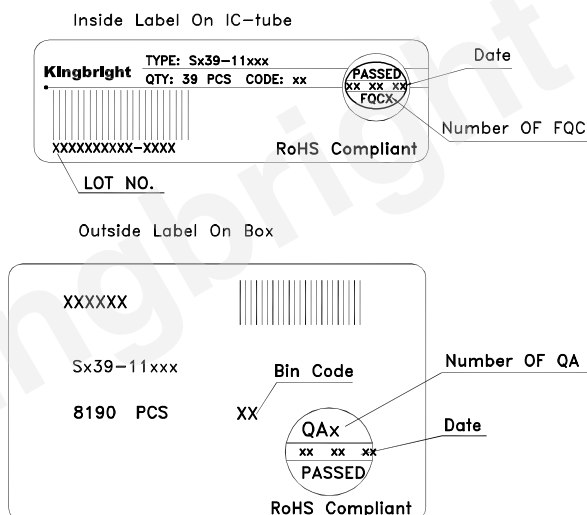 Inside Label On IC-tube
Kingbright
TYPE: Sx39-11xxx
QTY: 39 PCS CODE: xx
PASSED
xx xx xx
FQCX
Date
Number OF FQC
XXXXXXXXXX-XXXX
RoHS Compliant
LOT NO.
Outside Label On Box
XXXXXX
Sx39-11xxx
8190 PCS
Bin Code
XX
Number OF QA
QAx
Date
xx xx xx
PASSED
RoHS Compliant
ingbright